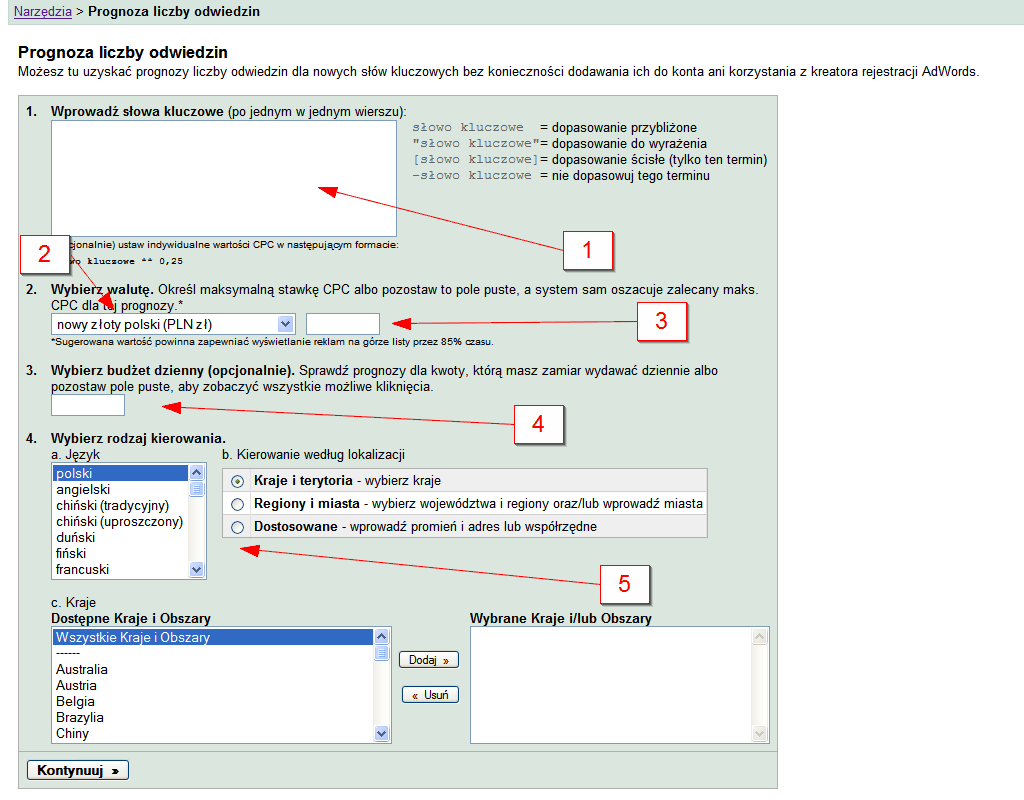 Narzędzia > Prognoza liczby odwiedzin
Prognoza liczby odwiedzin
Możesz tu uzyskać prognozy liczby odwiedzin dla nowych słów kluczowych bez konieczności dodawania ich do konta ani korzystania z kreatora rejestracji AdWords.
1. Wprowadź słowa kluczowe (po jednym w jednym wierszu):
słowo kluczowe = dopasowanie przybliżone
"słowo kluczowe"= dopasowanie do wyrażenia
[słowo kluczowe]= dopasowanie ścisłe (tylko ten termin)
-słowo kluczowe = nie dopasowuj tego terminu
1
2
cjonalnie) ustaw indywidualne wartości CPC w następującym formacie:
kluczowe ** 0,25
2. Wybierz walutę. Określ maksymalną stawkę CPC albo pozostaw to pole puste, a system sam oszacuje zalecany maks.
CPC dla tej prognozy.*
nowy złoty polski (PLN zł)
3
*Sugerowana wartość powinna zapewniać wyświetlanie reklam na górze listy przez 85% czasu.
3. Wybierz budżet dzienny (opcjonalnie). Sprawdź prognozy dla kwoty, którą masz zamiar wydawać dziennie albo
pozostaw pole puste, aby zobaczyć wszystkie możliwe kliknięcia.
4
4. Wybierz rodzaj kierowania.
a. Język
polski
angielski
chiński (tradycyjny)
chiński (uproszczony)
duński
fiński
francuski
b. Kierowanie według lokalizacji
Kraje i terytoria - wybierz kraje
Regiony i miasta - wybierz województwa i regiony oraz/lub wprowadź miasta
Dostosowane - wprowadź promień i adres lub współrzędne
5
c. Kraje
Dostępne Kraje i Obszary
Wszystkie Kraje i Obszary
------
Australia
Austria
Belgia
Brazylia
Chiny
Dodaj »
« Usuń
Wybrane Kraje i/lub Obszary
Kontynuuj »